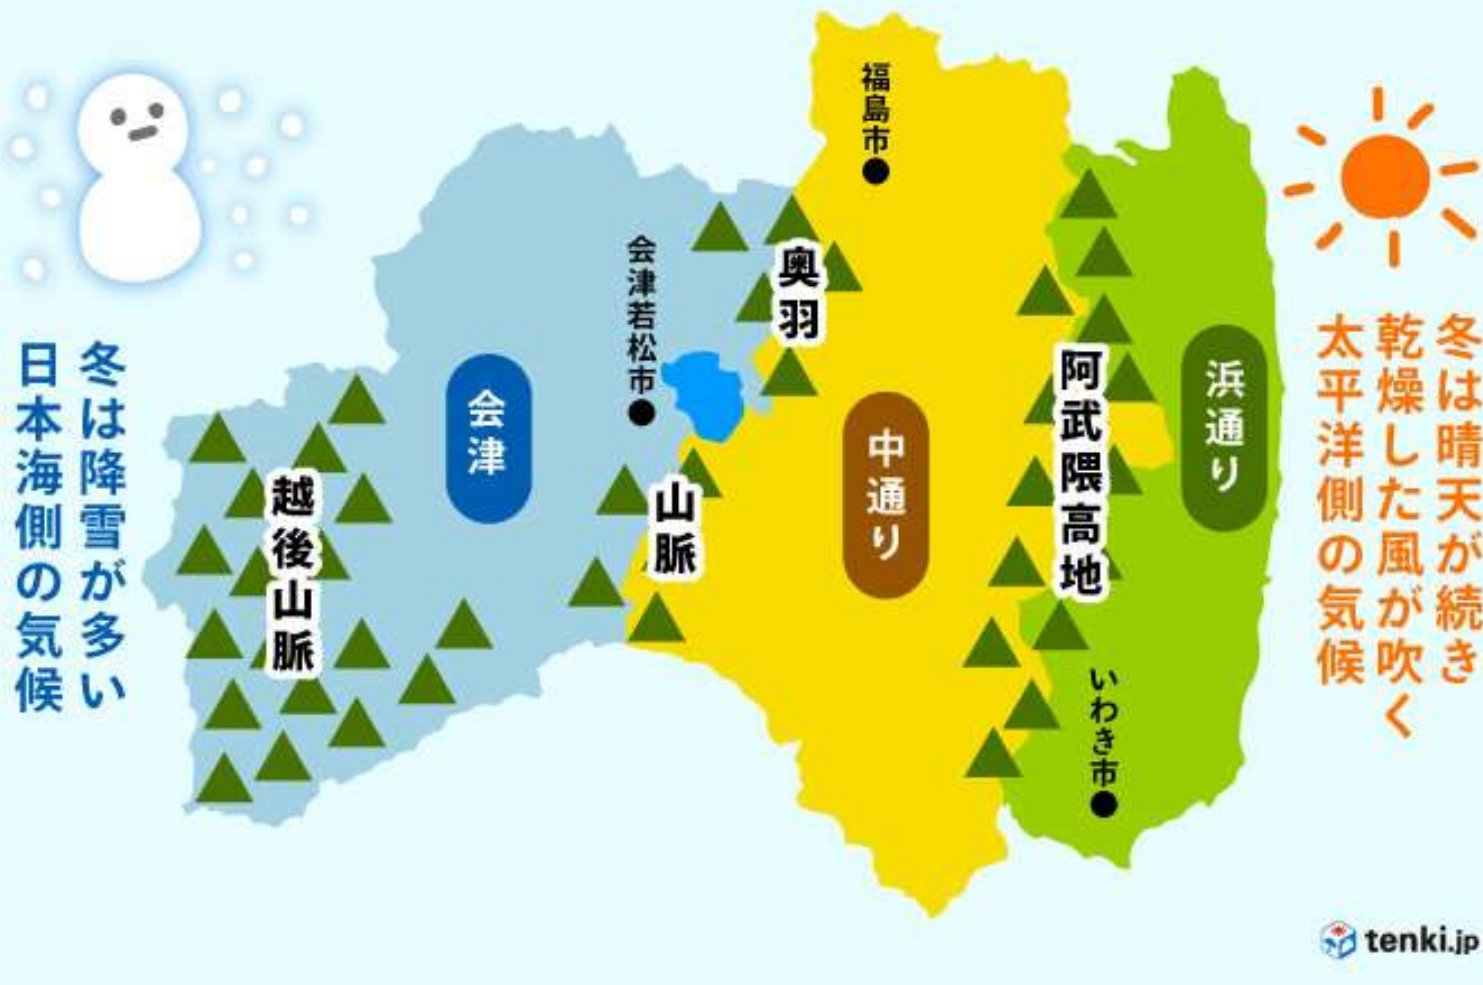 冬は降雪が多い
日本海側の気候
越後山脈
会津
会津若松市
奥羽
山脈
福島市
中通り
阿武隈高地
浜通り
いわき市
冬は晴天が続き
乾燥した風が吹く
太平洋側の気候
tenki.jp